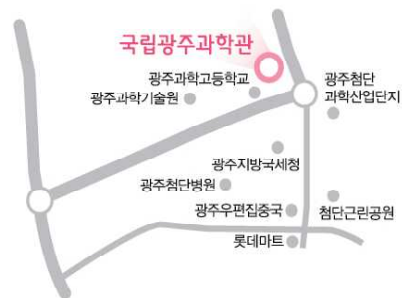 국립광주과학관
광주과학고등학교
광주과학기술원
광주첨단
과학산업단지
광주지방국세청
광주첨단병원
광주우편집중국
첨단근린공원
롯데마트